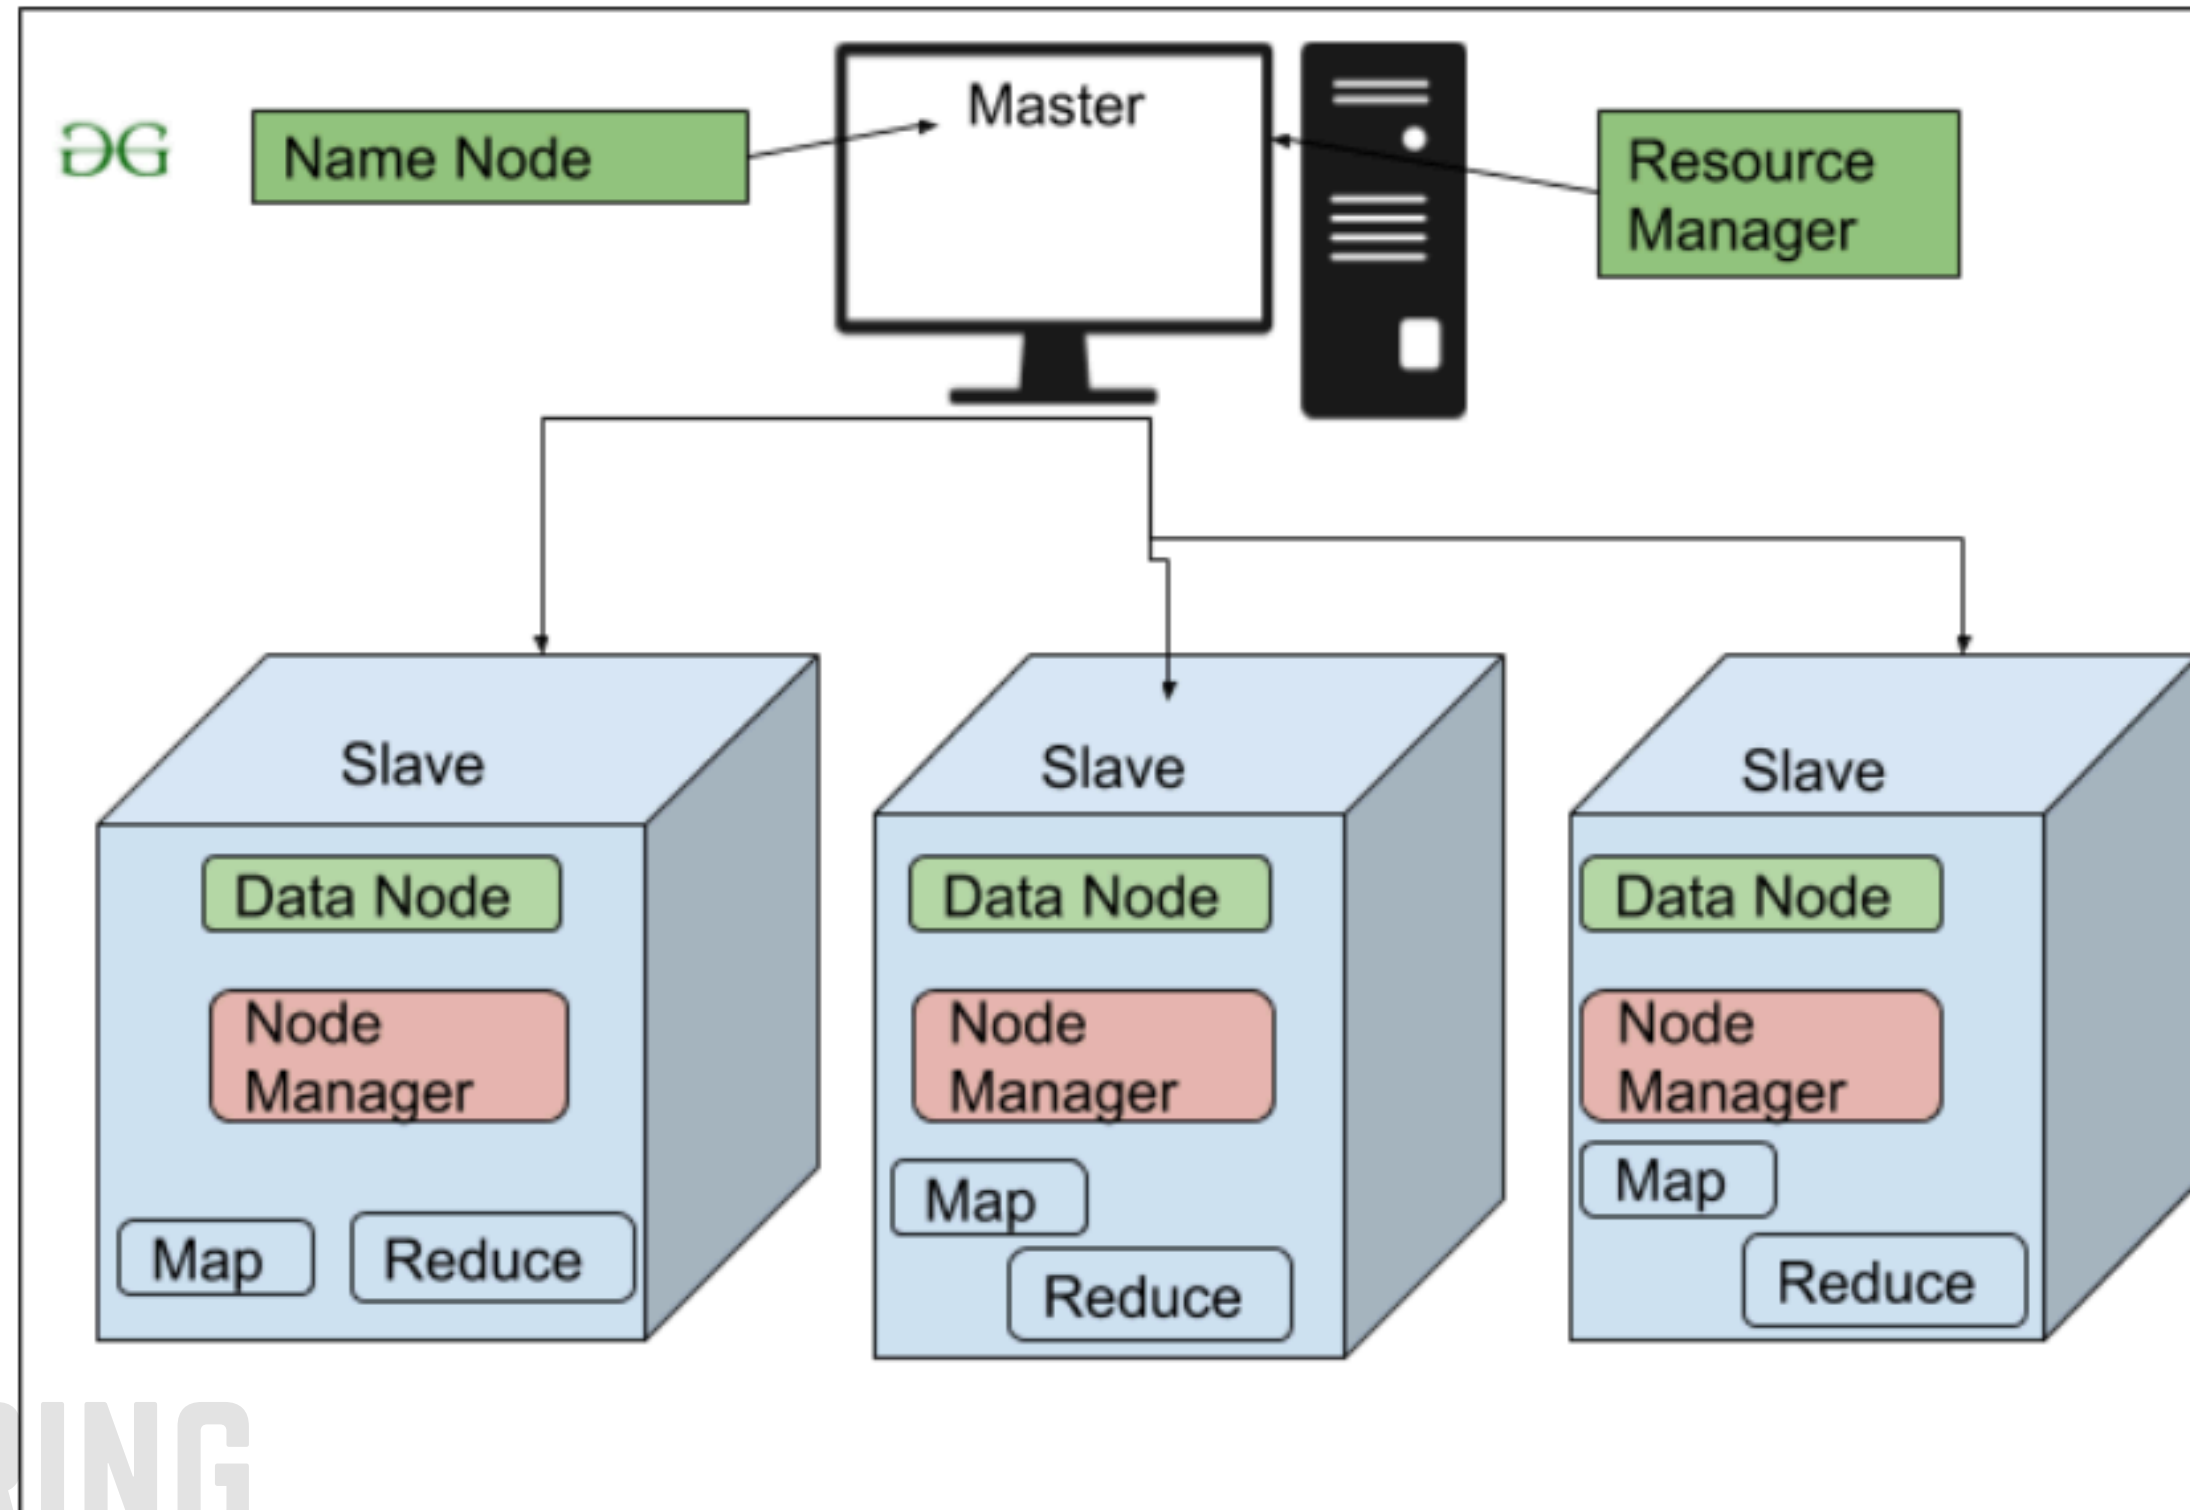 Master
Name Node
Resource
Manager
Slave
Slave
Slave
Data Node
Data Node
Data Node
Node
Manager
Node
Manager
Node
Manager
Map
Reduce
Map
Reduce
Map
Reduce
RING